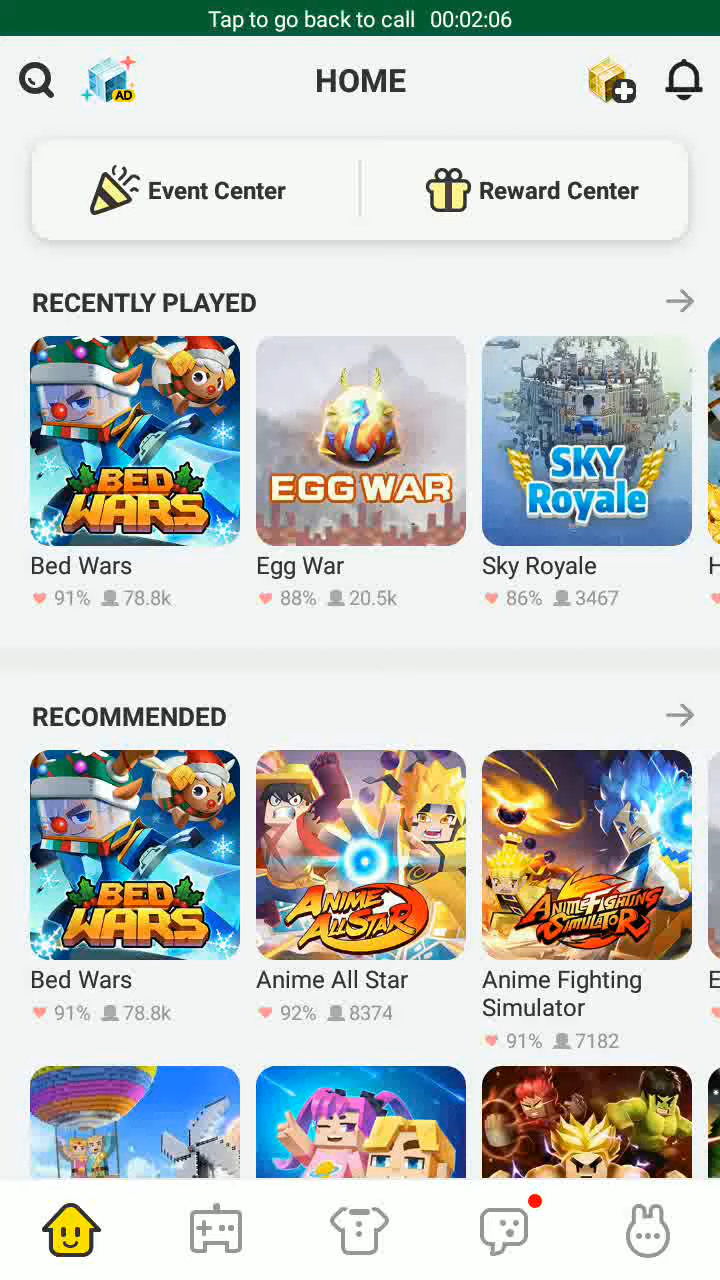 Tap to go back to call 00:02:06
AD
HOME
Event Center
Reward Center
RECENTLY PLAYED
BED WARS
EGG WAR
SKY Royale
Bed Wars
Egg War
Sky Royale
H
91% 78.8k
88% 20.5k
86% 3467
RECOMMENDED
BED WARS
ANIME ALL STAR
ANIME FIGHTING SIMULATOR
Bed Wars
Anime All Star
Anime Fighting Simulator
E
91% 78.8k
92% 8374
91% 7182